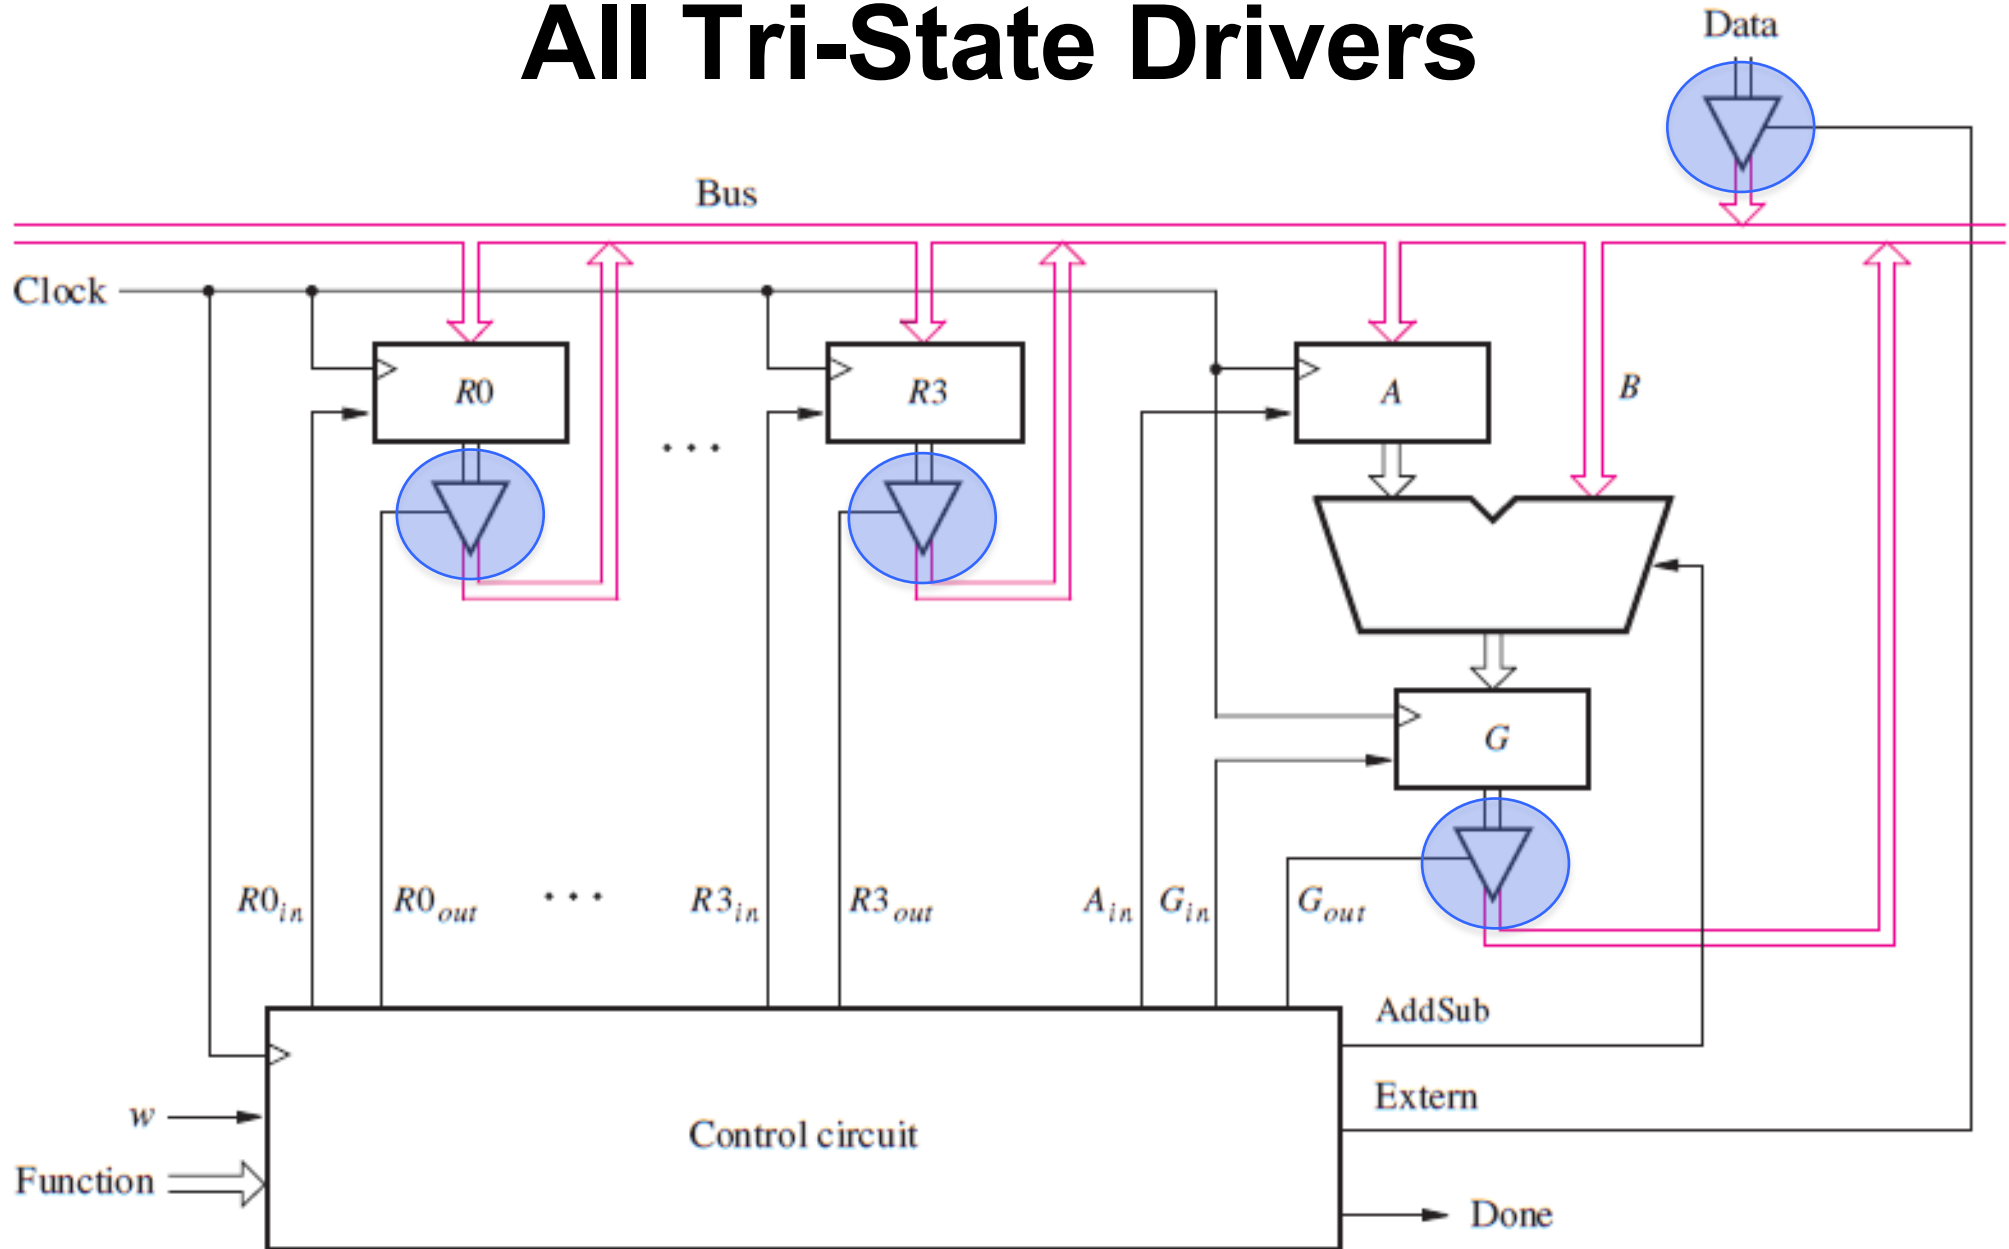 All Tri-State Drivers
Data
Bus
Clock
R0
R3
A
B
. . .
G
R0in
R0out
. . .
R3in
R3out
Ain
Gin
Gout
AddSub
Extern
w
Control circuit
Function
Done